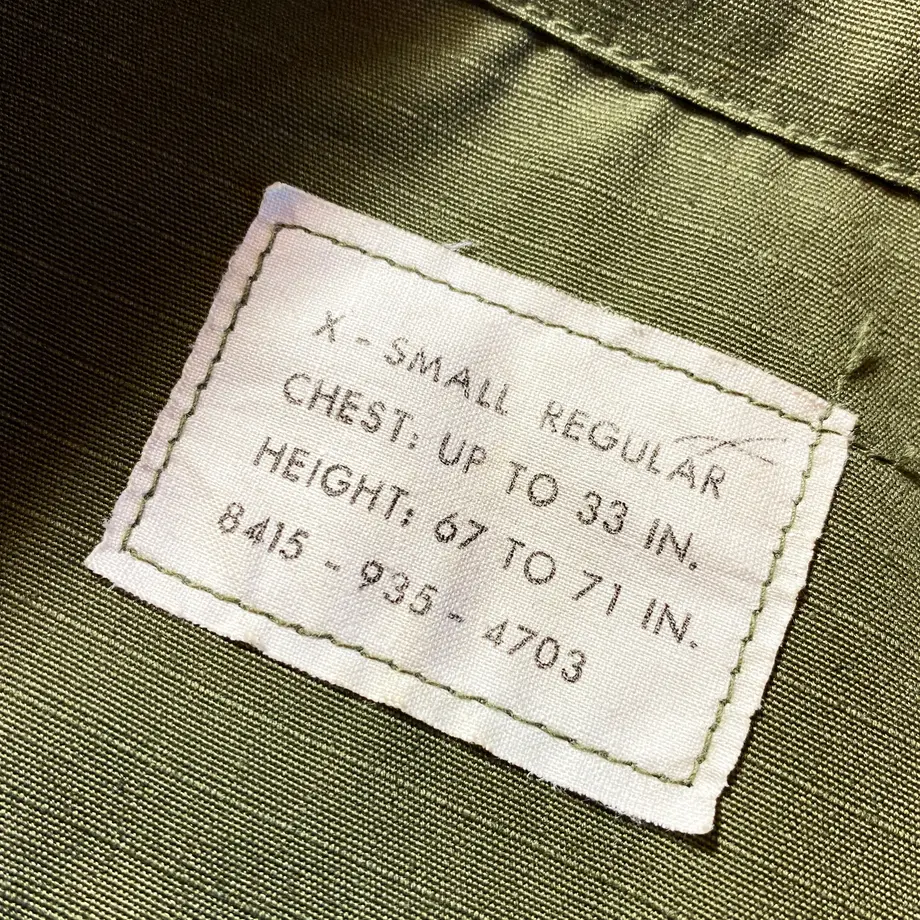 X - SMALL REGULAR
CHEST: UP TO 33 IN.
HEIGHT: 67 TO 71 IN.
8415 - 935 - 4703